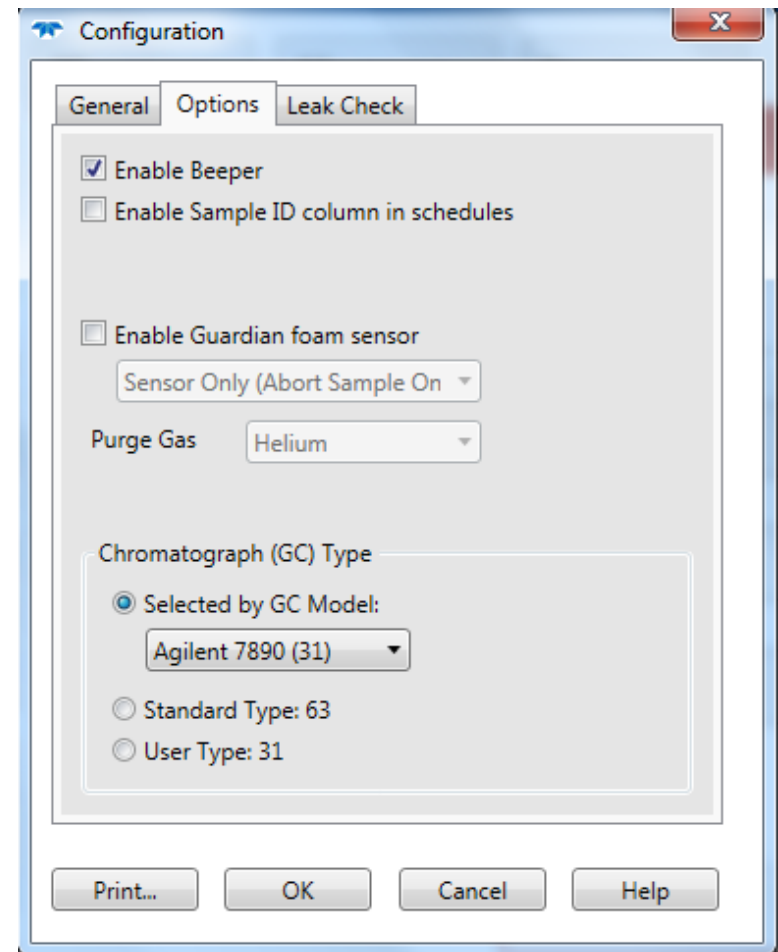 Configuration
General Options Leak Check
Enable Beeper
Enable Sample ID column in schedules
Enable Guardian foam sensor
Sensor Only (Abort Sample On
Purge Gas Helium
Chromatograph (GC) Type
Selected by GC Model:
Agilent 7890 (31)
Standard Type: 63
User Type: 31
Print... OK Cancel Help